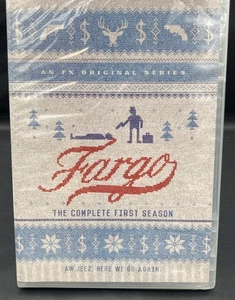 $ $ $
AN FX ORIGINAL SERIES
Fargo
THE COMPLETE FIRST SEASON
$ $ $ $
AW JEEZ, HERE WE GO AGAIN.